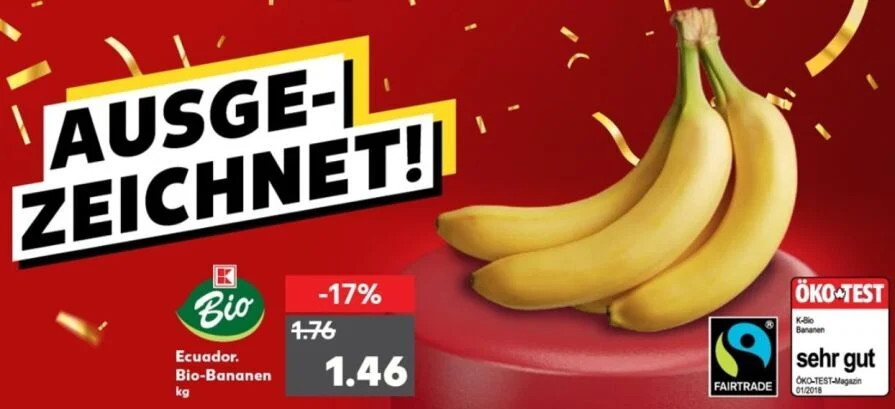 AUSGE-
ZEICHNET!
K
Bio
Ecuador.
Bio-Bananen
kg
-17%
1.76
1.46
®
FAIRTRADE
ÖKO-TEST
K-Bio
Bananen
sehr gut
ÖKO-TEST-Magazin
01/2018